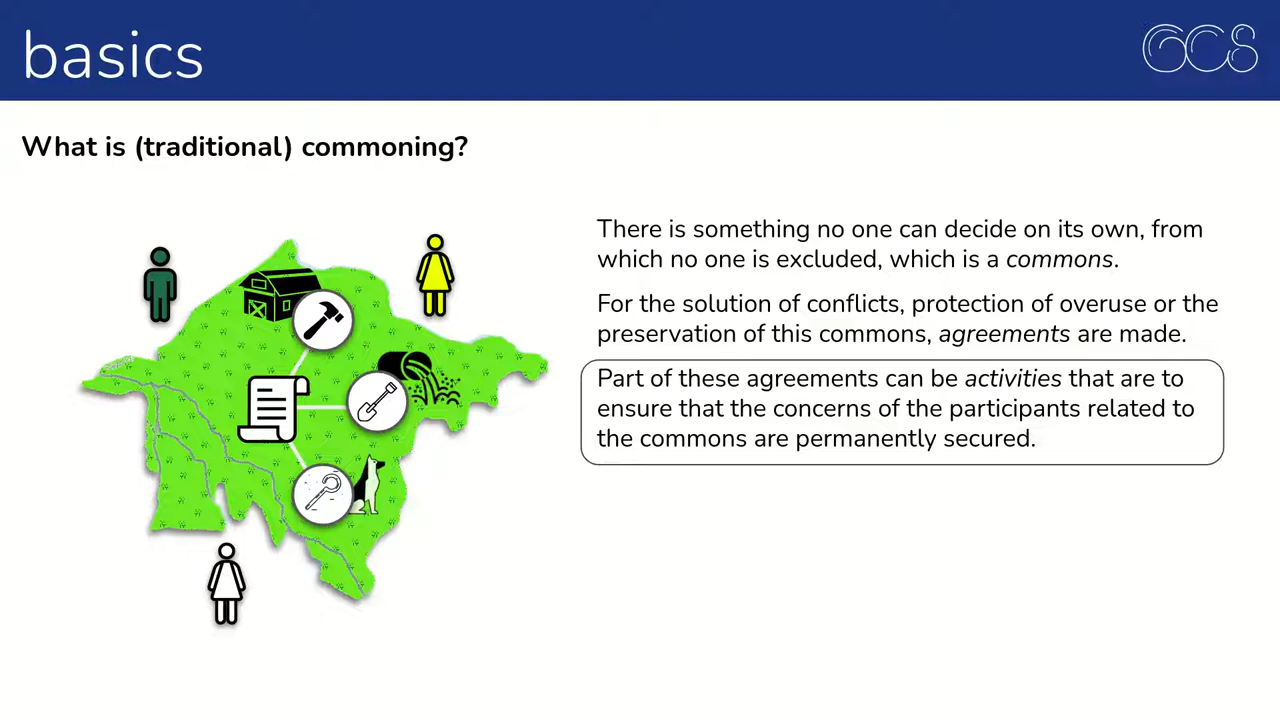 basics
GCS
What is (traditional) commoning?
There is something no one can decide on its own, from
which no one is excluded, which is a commons.
For the solution of conflicts, protection of overuse or the
preservation of this commons, agreements are made.
Part of these agreements can be activities that are to
ensure that the concerns of the participants related to
the commons are permanently secured.